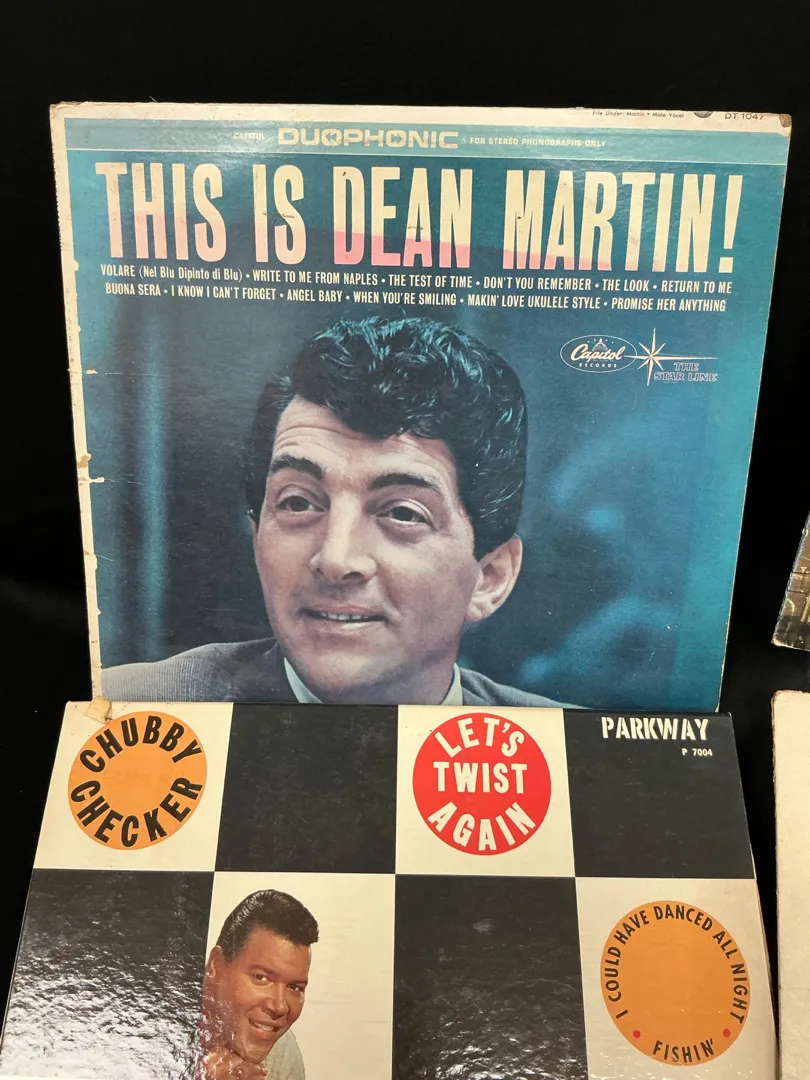 File Under: Martin • Male Vocal DT 1047
CAPITOL DUOPHONIC FOR STEREO PHONOGRAPHS ONLY
THIS IS DEAN MARTIN!
VOLARE (Nel Blu Dipinto di Blu) • WRITE TO ME FROM NAPLES • THE TEST OF TIME • DON'T YOU REMEMBER • THE LOOK • RETURN TO ME
BUONA SERA • I KNOW I CAN'T FORGET • ANGEL BABY • WHEN YOU'RE SMILING • MAKIN' LOVE UKULELE STYLE • PROMISE HER ANYTHING
Capitol
RECORDS
THE
STAR LINE
CHUBBY
CHECKER
LET'S
TWIST
AGAIN
PARKWAY
P 7004
I COULD HAVE DANCED ALL NIGHT
• FISHIN' •